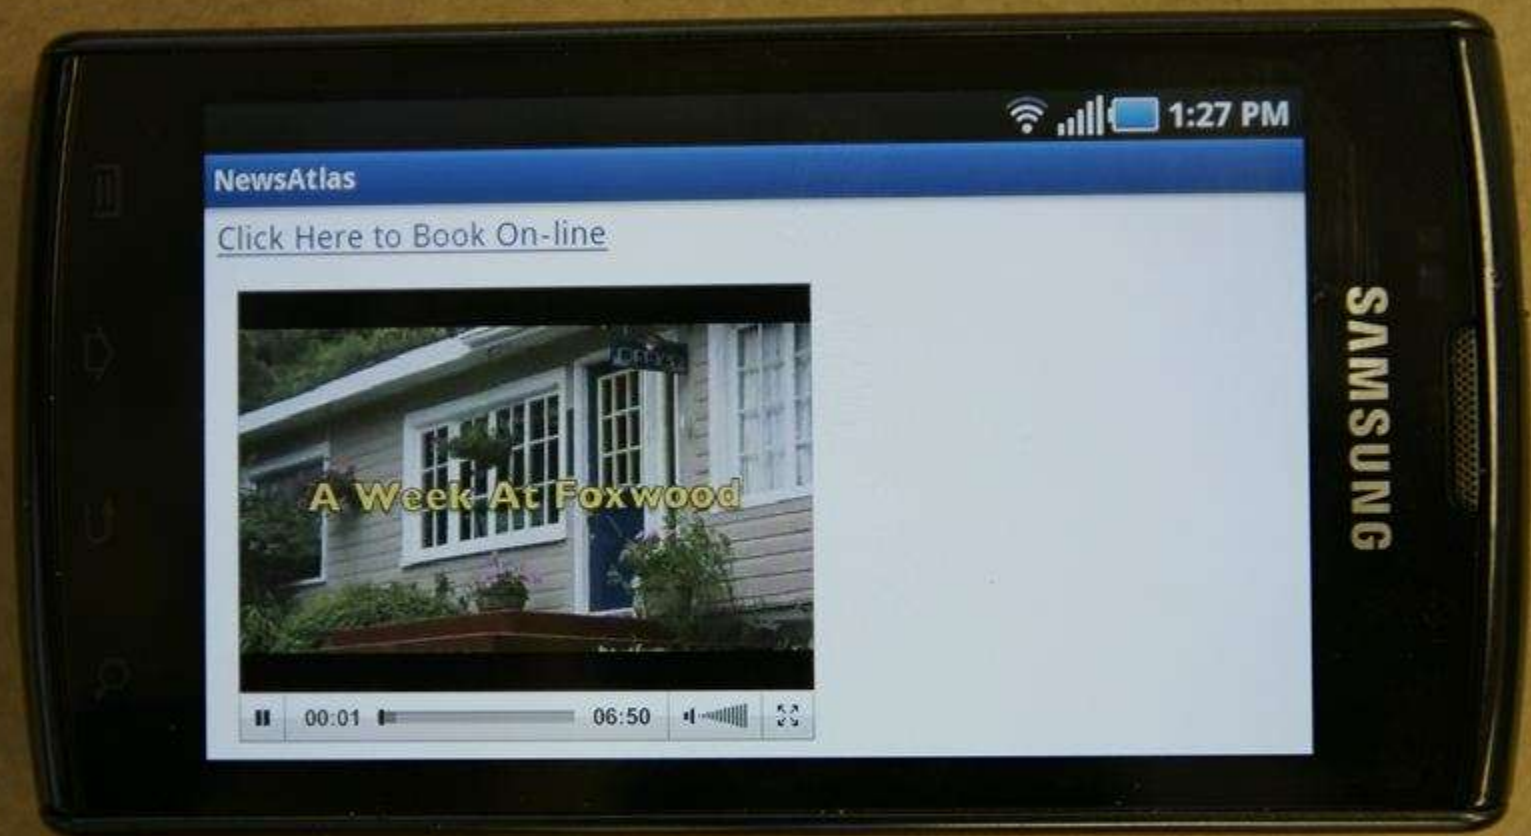 1:27 PM
NewsAtlas
Click Here to Book On-line
A Week At Foxwood
00:01
06:50
SAMSUNG